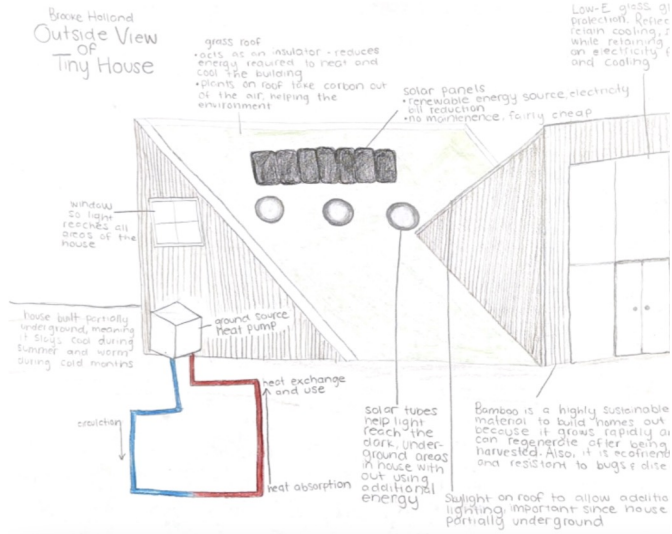 Brooke Holland
Outside View
of
Tiny House
grass roof
• acts as an insulator - reduces
energy required to heat and
cool the building
• plants on roof take carbon out
of the air, helping the
environment
solar panels
• renewable energy source, electricity
bill reduction
• no maintenence, fairly cheap
Low-E glass
protection. Reflec
retain cooling,
while retaining
an electricity
and cooling
window
so light
reaches all
areas of the
house
house built partially
underground, meaning
it stays cool during
summer and warm
during cold months
ground source
heat pump
heat exchange
and use
circulation
heat absorption
solar tubes
help light
reach the
dark, under-
ground areas
in house with
out using
additional
energy
Bamboo is a highly sustainable
material to build homes out
because it grows rapidly
can regenerate after being
harvested. Also, it is ecofrien
and resistant to bugs & dise
Skylight on roof to allow additio
lighting, important since house
partially underground